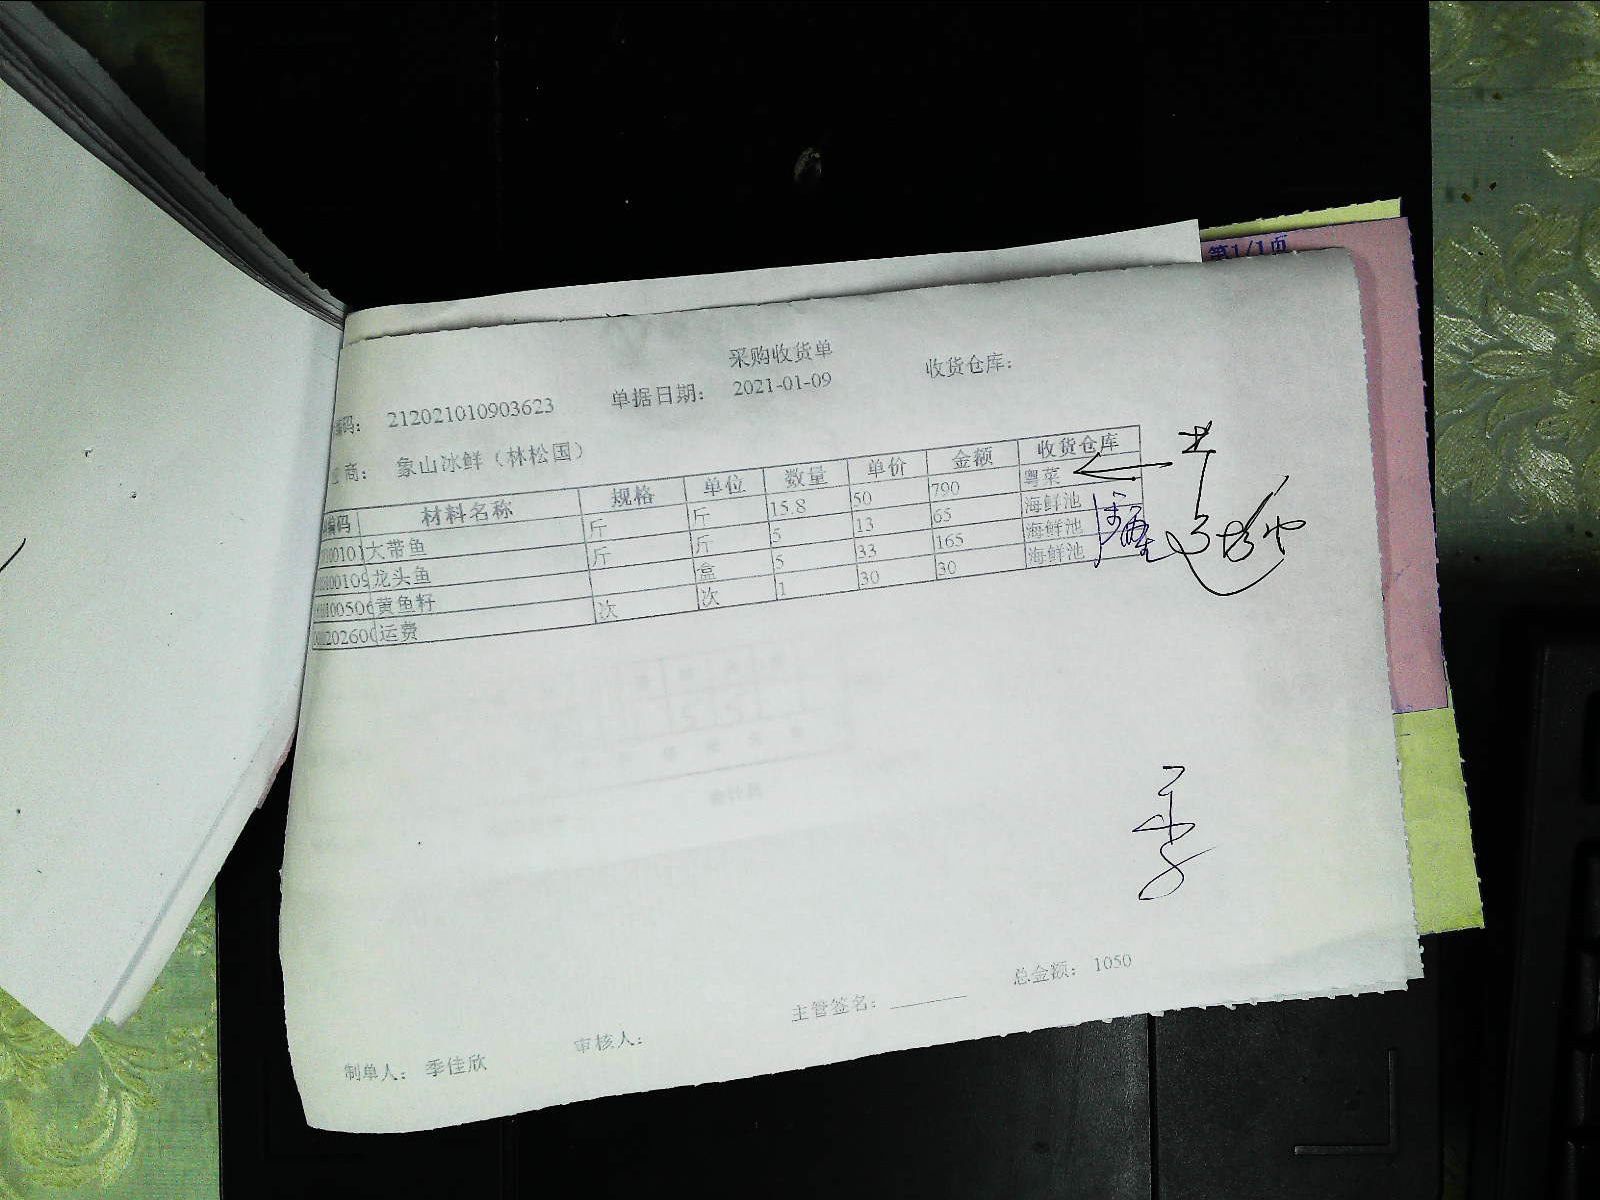 第1/1页
采购收货单
编码: 212021010903623 单据日期: 2021-01-09 收货仓库:
商: 象山冰鲜(林松国)
编码 材料名称 规格 单位 数量 单价 金额 收货仓库
大带鱼 斤 斤 15.8 50 790 粤菜
龙头鱼 斤 斤 5 13 65 海鲜池
黄鱼籽 盒 5 33 165 海鲜池
运费 次 次 1 30 30 海鲜池
季
总金额: 1050
主管签名:
审核人:
制单人: 季佳欣